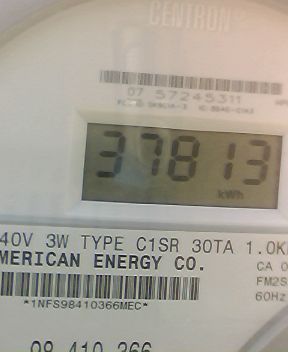 CENTRON®
07 57245311
37813
kWh
40V 3W TYPE C1SR 30TA 1.0K
MERICAN ENERGY CO.
CA 0
FM2S
60Hz
*1NFS98410366MEC*
98 410 366